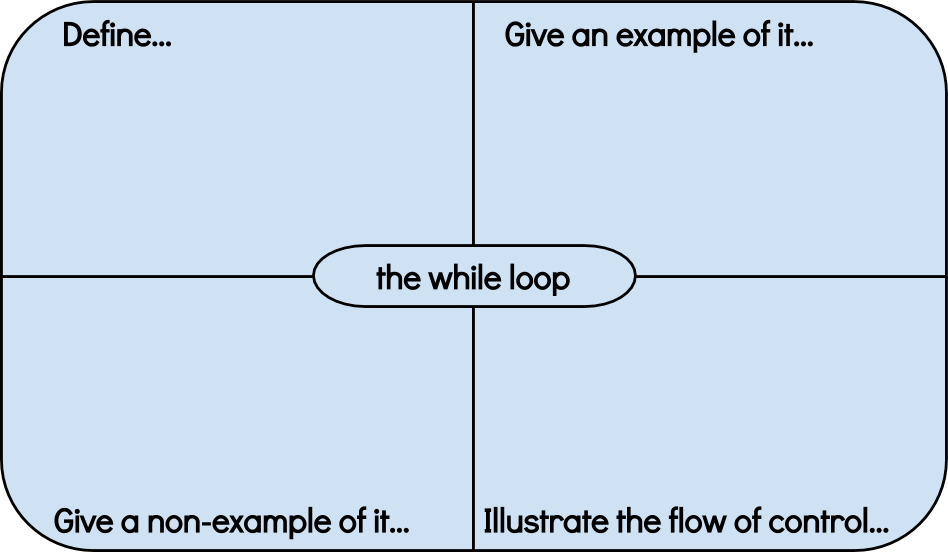 Define...
Give an example of it...
the while loop
Give a non-example of it...
Illustrate the flow of control...